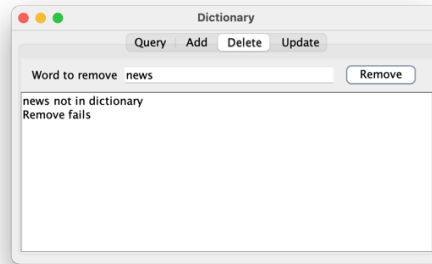 Dictionary
Query Add Delete Update
Word to remove news Remove
news not in dictionary
Remove fails